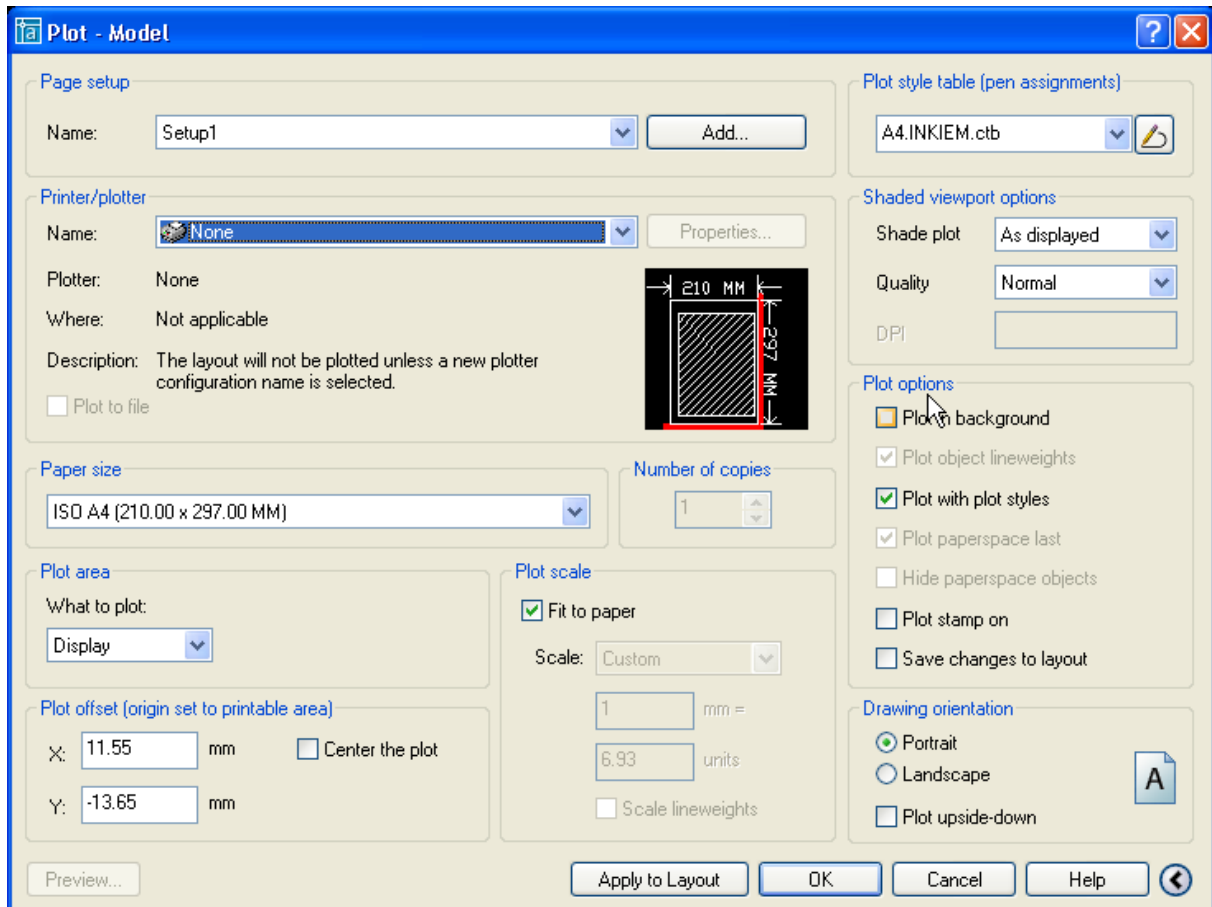 Plot - Model
Page setup
Name: Setup1 Add...
Plot style table (pen assignments)
A4.INKIEM.ctb
Printer/plotter
Name: None Properties...
Plotter: None
Where: Not applicable
Description: The layout will not be plotted unless a new plotter
configuration name is selected.
Plot to file
210 MM
297 MM
Shaded viewport options
Shade plot As displayed
Quality Normal
DPI
Paper size
ISO A4 (210.00 x 297.00 MM)
Number of copies
1
Plot options
Plot in background
Plot object lineweights
Plot with plot styles
Plot paperspace last
Hide paperspace objects
Plot stamp on
Save changes to layout
Plot area
What to plot:
Display
Plot scale
Fit to paper
Scale: Custom
1 mm =
6.93 units
Scale lineweights
Plot offset (origin set to printable area)
X: 11.55 mm Center the plot
Y: -13.65 mm
Drawing orientation
Portrait
Landscape
Plot upside-down
A
Preview... Apply to Layout OK Cancel Help